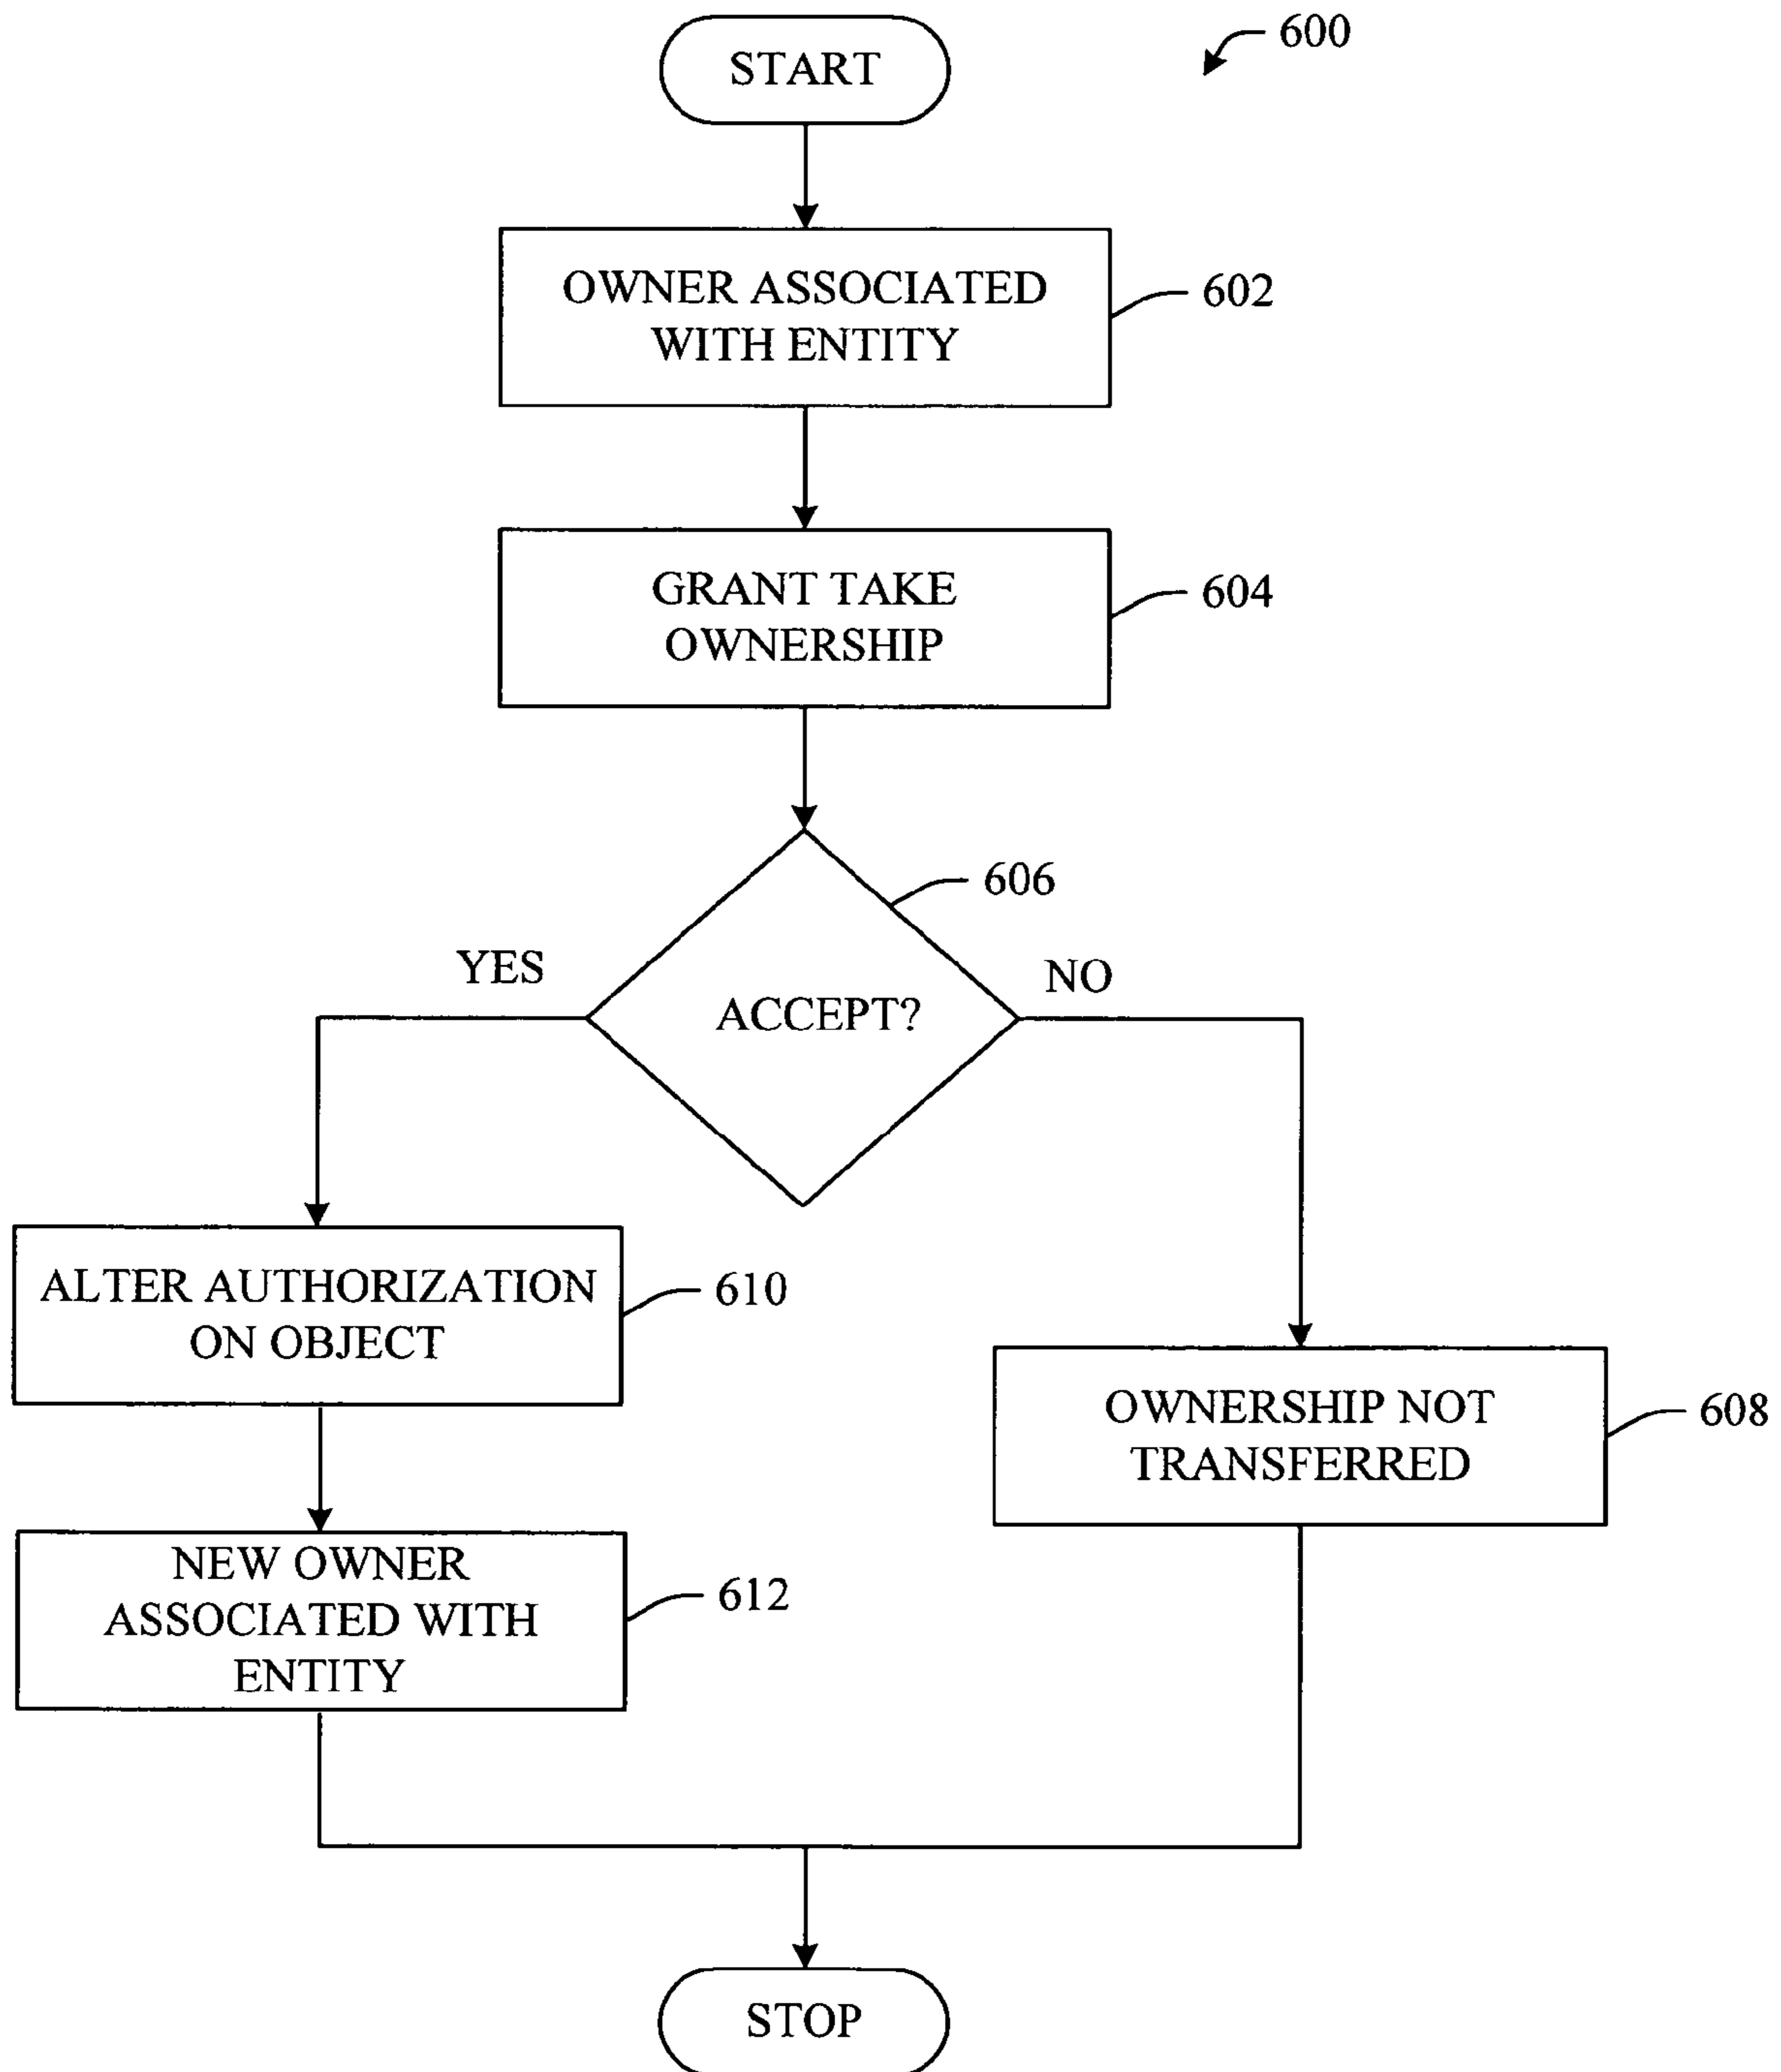 START
600
OWNER ASSOCIATED
WITH ENTITY
602
GRANT TAKE
OWNERSHIP
604
606
YES
NO
ACCEPT?
ALTER AUTHORIZATION
ON OBJECT
610
OWNERSHIP NOT
TRANSFERRED
608
NEW OWNER
ASSOCIATED WITH
ENTITY
612
STOP